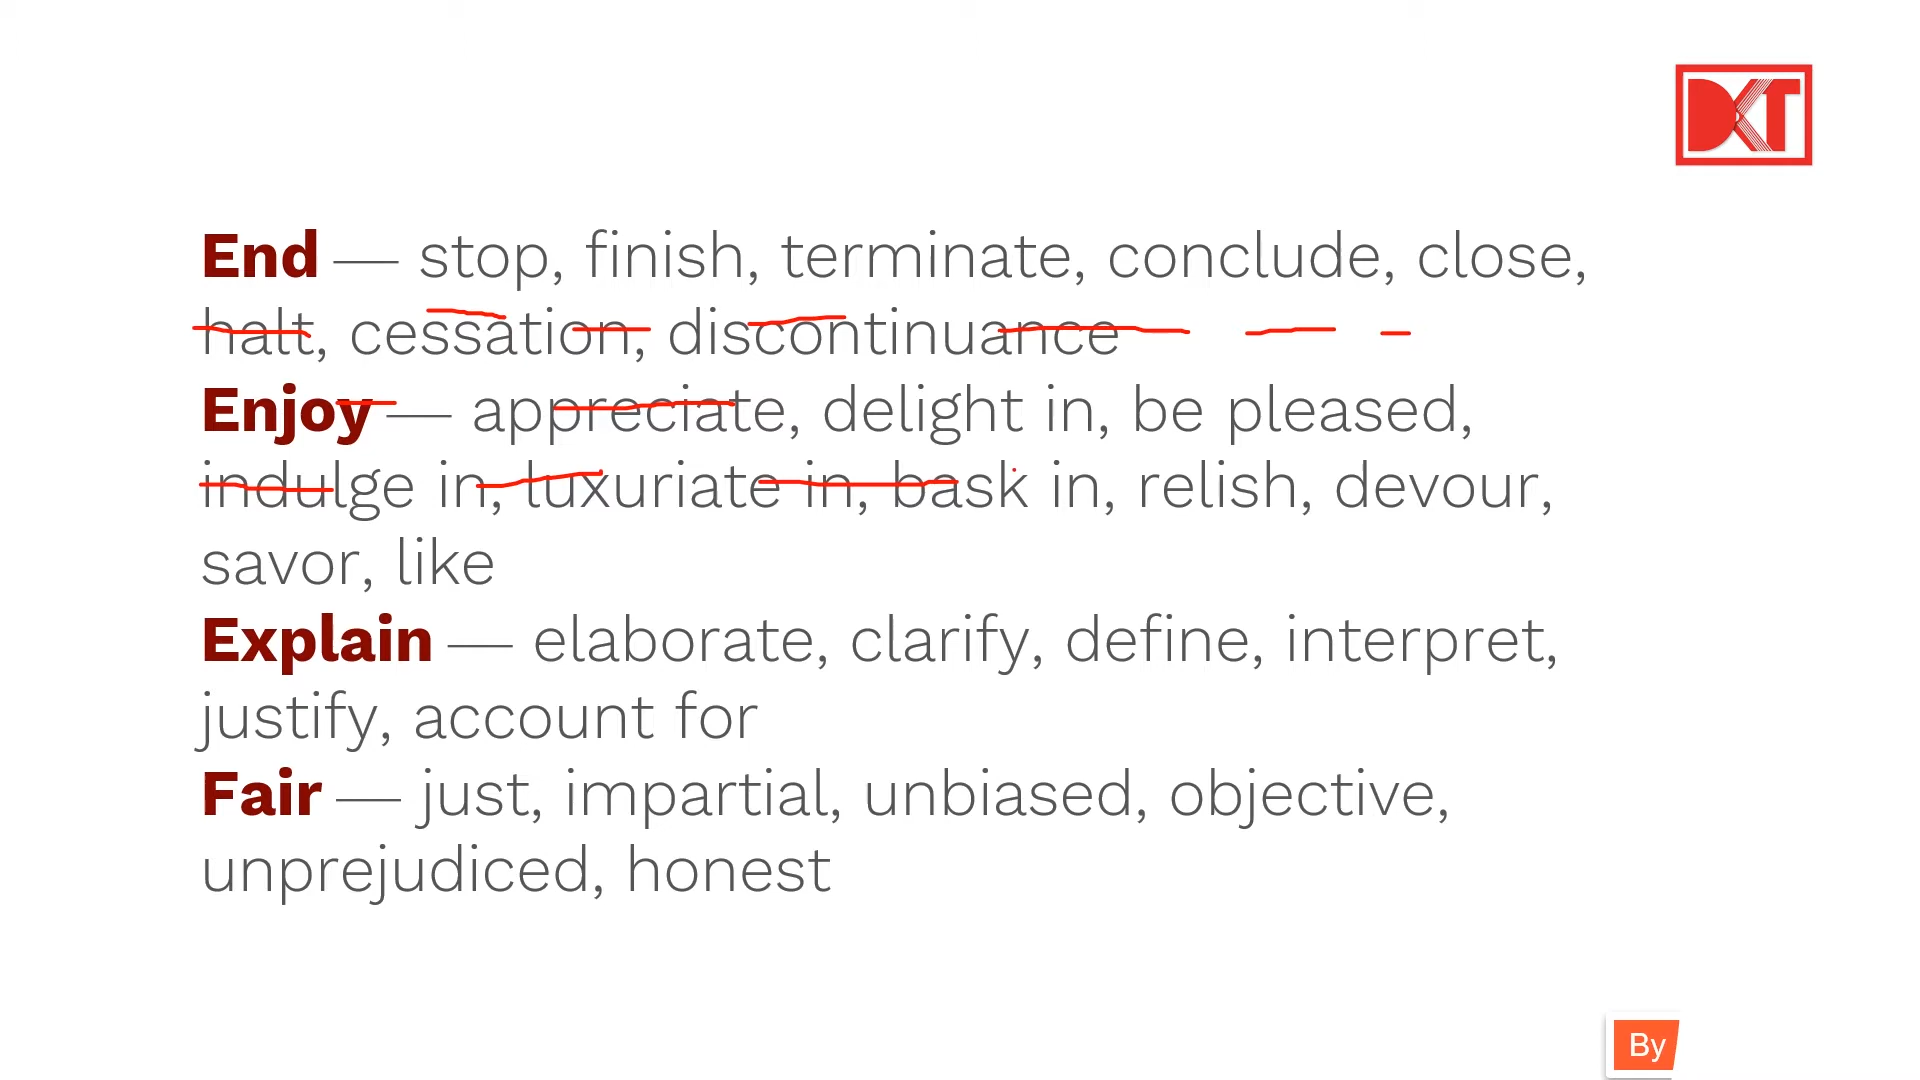 DKT
End — stop, finish, terminate, conclude, close,
halt, cessation, discontinuance
Enjoy — appreciate, delight in, be pleased,
indulge in, luxuriate in, bask in, relish, devour,
savor, like
Explain — elaborate, clarify, define, interpret,
justify, account for
Fair — just, impartial, unbiased, objective,
unprejudiced, honest
By